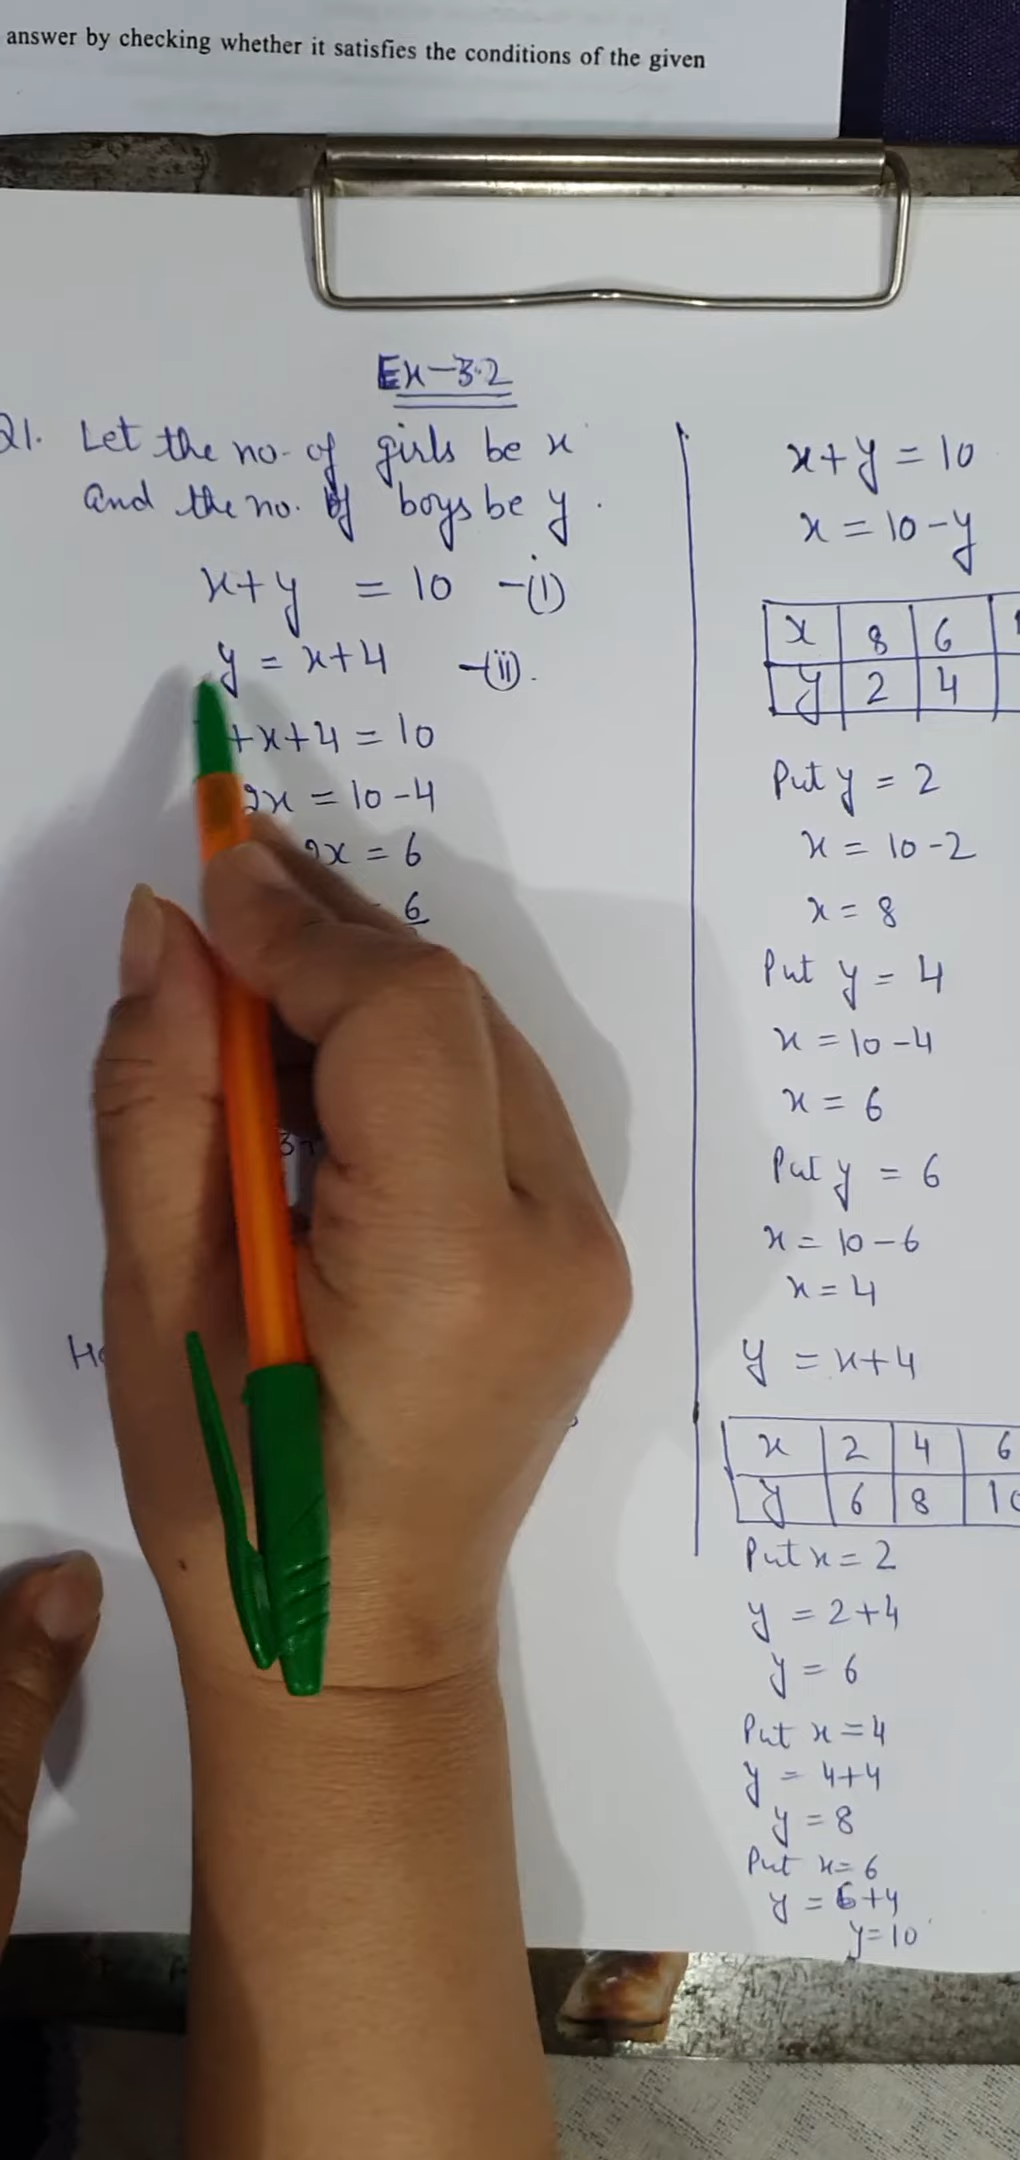 answer by checking whether it satisfies the conditions of the given
Ex-3.2
Q1. Let the no. of girls be x
and the no. of boys be y.
x+y = 10 -(i)
y = x+4 -(ii).
+x+4 = 10
2x = 10-4
2x = 6
6
x+y = 10
x = 10-y
x 8 6
y 2 4
Put y = 2
x = 10-2
x = 8
Put y = 4
x = 10-4
x = 6
Put y = 6
x = 10-6
x = 4
y = x+4
x 2 4 6
y 6 8 10
Put x = 2
y = 2+4
y = 6
Put x = 4
y = 4+4
y = 8
Put x = 6
y = 6+4
y = 10